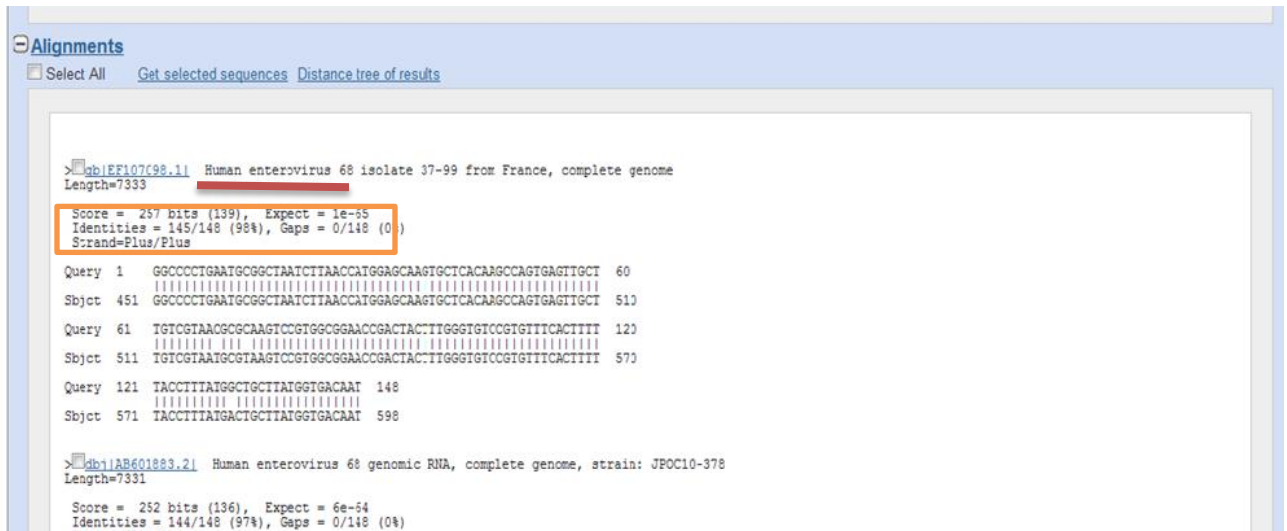 Alignments
Select All Get selected sequences Distance tree of results
>gb|EF107098.1| Human enterovirus 68 isolate 37-99 from France, complete genome
Length=7333
Score = 257 bits (139), Expect = 1e-65
Identities = 145/148 (98%), Gaps = 0/148 (0%)
Strand=Plus/Plus
Query 1 GGCCCCTGAATGCGGCTAATCTTAACCATGGAGCAAGTGCTCACAAGCCAGTGAGTTGCT 60
Sbjct 451 GGCCCCTGAATGCGGCTAATCTTAACCATGGAGCAAGTGCTCACAAGCCAGTGAGTTGCT 510
Query 61 TGTCGTAACGCGCAAGTCCGTGGCGGAACCGACTACTTTGGGTGTCCGTGTTTCACTTTT 120
Sbjct 511 TGTCGTAATGCGTAAGTCCGTGGCGGAACCGACTACTTTGGGTGTCCGTGTTTCACTTTT 570
Query 121 TACCTTTATGGCTGCTTATGGTGACAAT 148
Sbjct 571 TACCTTTATGACTGCTTATGGTGACAAT 598
>dbj|AB601883.2| Human enterovirus 68 genomic RNA, complete genome, strain: JPOC10-378
Length=7331
Score = 252 bits (136), Expect = 6e-64
Identities = 144/148 (97%), Gaps = 0/148 (0%)